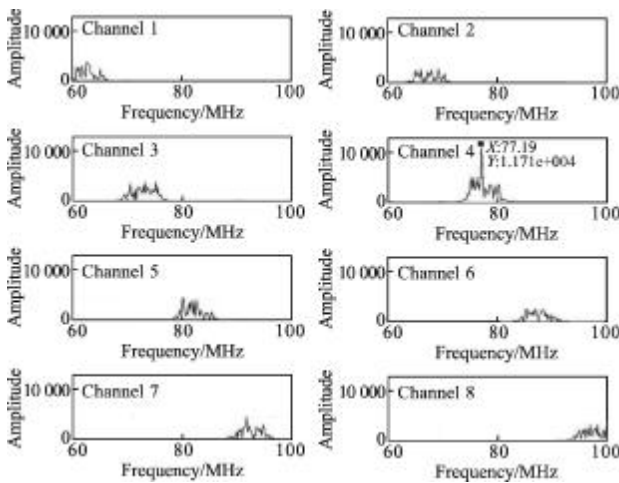 Amplitude
10 000
0
Channel 1
60
80
100
Frequency/MHz
Amplitude
10 000
0
Channel 2
60
80
100
Frequency/MHz
Amplitude
10 000
0
Channel 3
60
80
100
Frequency/MHz
Amplitude
10 000
0
Channel 4
X:77.19
Y:1.171e+004
60
80
100
Frequency/MHz
Amplitude
10 000
0
Channel 5
60
80
100
Frequency/MHz
Amplitude
10 000
0
Channel 6
60
80
100
Frequency/MHz
Amplitude
10 000
0
Channel 7
60
80
100
Frequency/MHz
Amplitude
10 000
0
Channel 8
60
80
100
Frequency/MHz